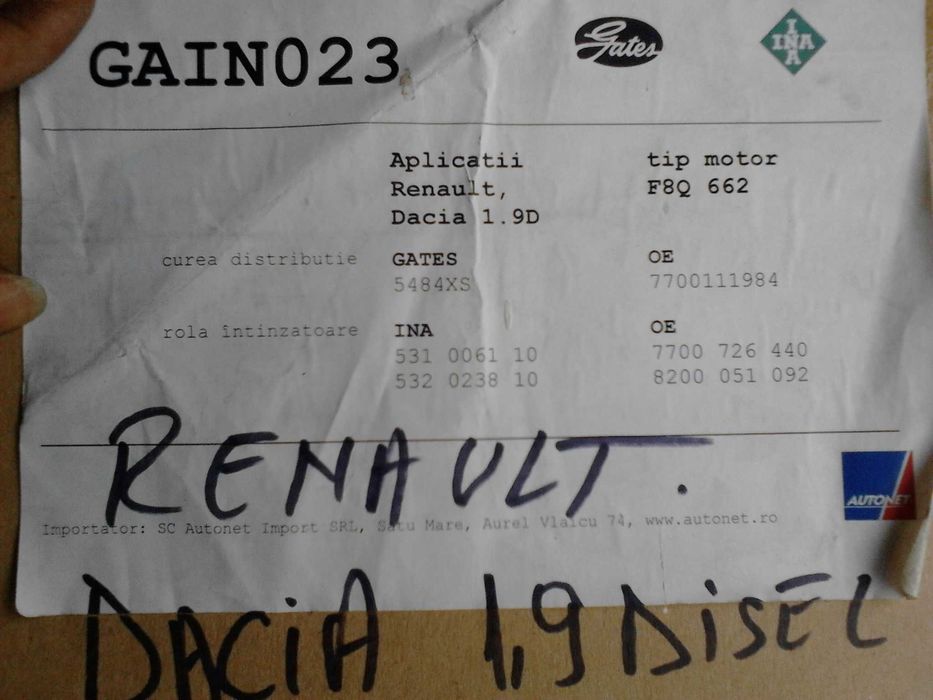 GAIN023
Gates
INA
INA
Aplicatii tip motor
Renault, F8Q 662
Dacia 1.9D
curea distributie GATES OE
5484XS 7700111984
rola întinzatoare INA OE
531 0061 10 7700 726 440
532 0238 10 8200 051 092
RENAULT.
AUTONET
Importator: SC Autonet Import SRL, Satu Mare, Aurel Vlaicu 74, www.autonet.ro
DACiA 1,9 DiSEL